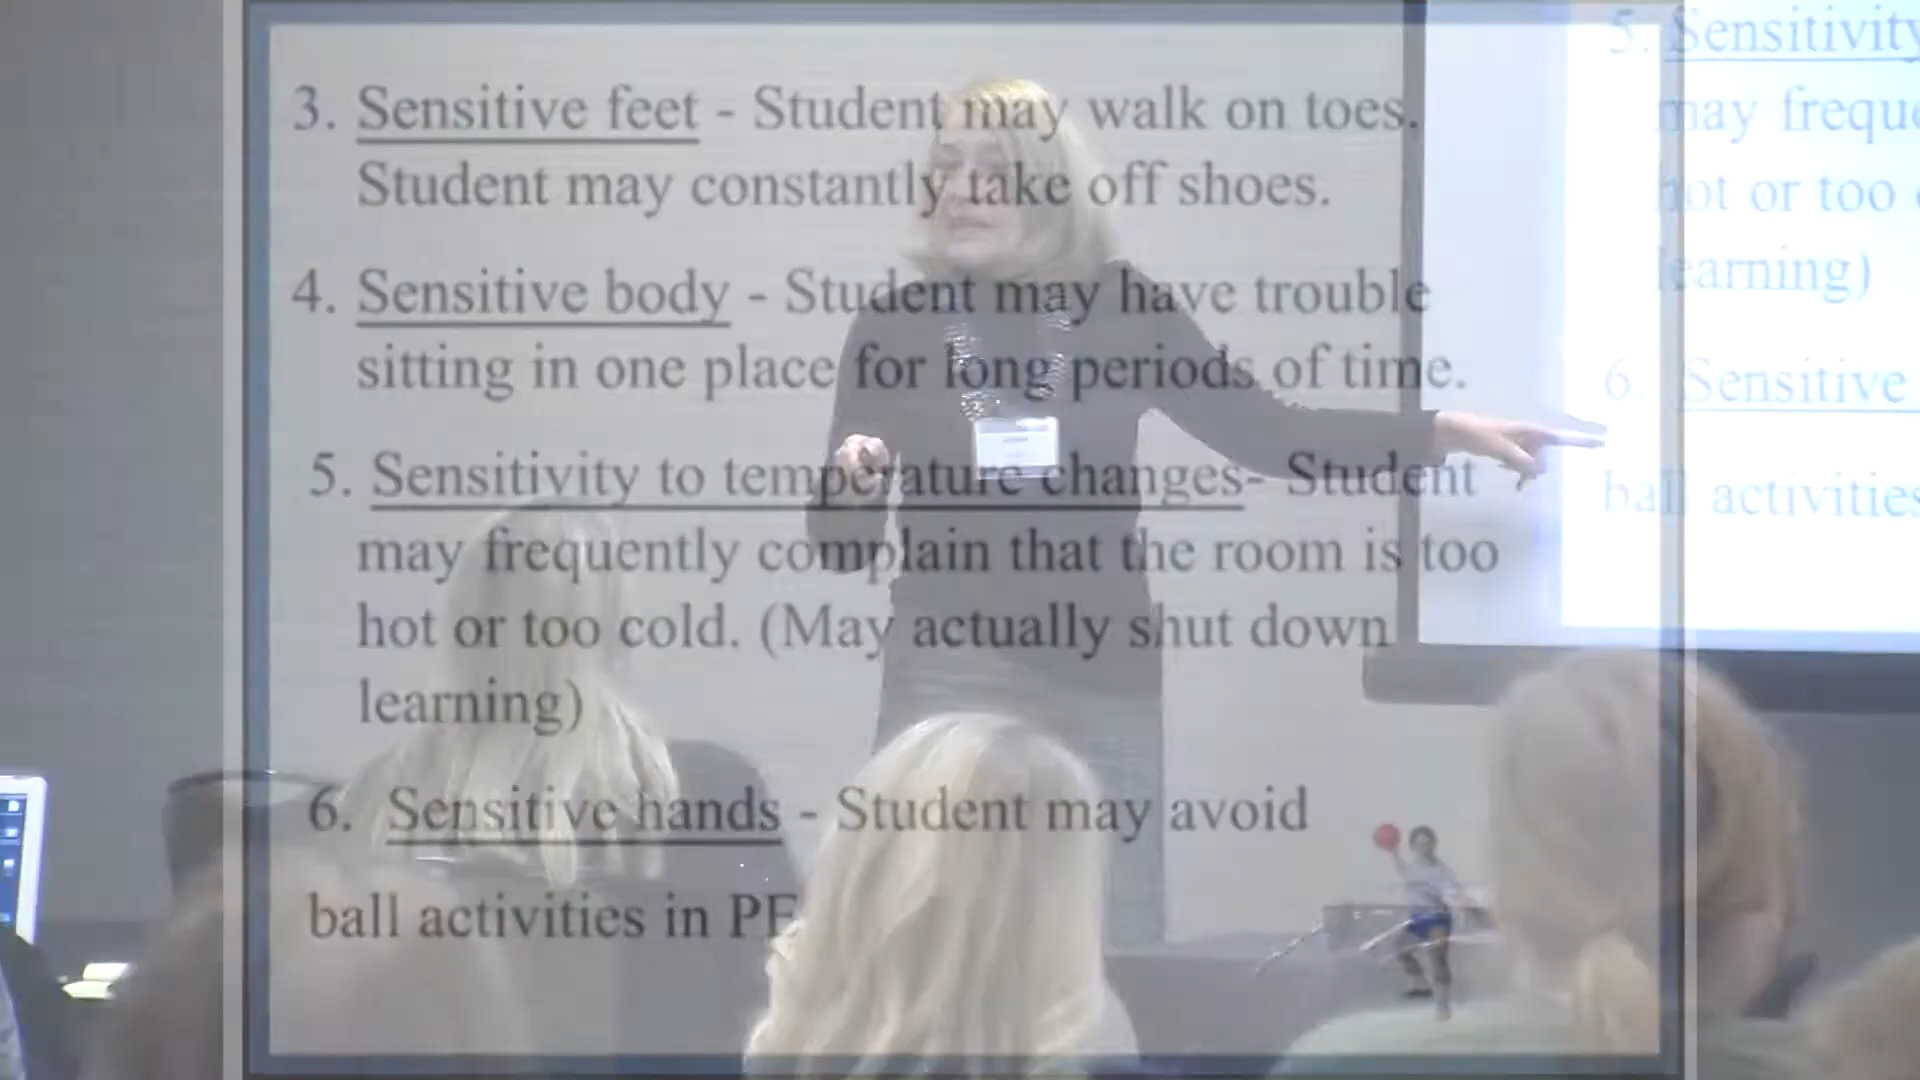 3. Sensitive feet - Student may walk on toes.
Student may constantly take off shoes.
4. Sensitive body - Student may have trouble
sitting in one place for long periods of time.
5. Sensitivity to temperature changes- Student
may frequently complain that the room is too
hot or too cold. (May actually shut down
learning)
6. Sensitive hands - Student may avoid
ball activities in PE
5. Sensitivity
may freque
hot or too
learning)
6. Sensitive
ball activities